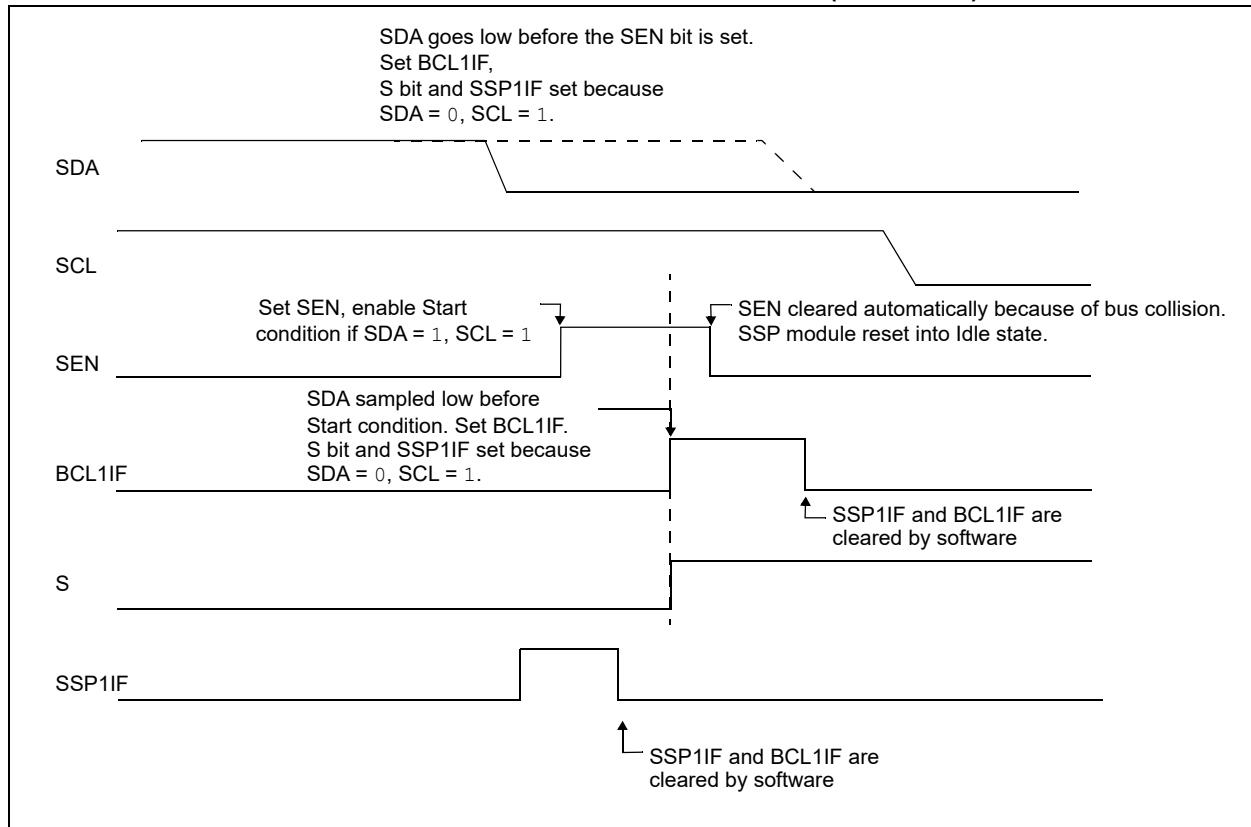 SDA goes low before the SEN bit is set.
Set BCL1IF,
S bit and SSP1IF set because
SDA = 0, SCL = 1.
SDA
SCL
Set SEN, enable Start
condition if SDA = 1, SCL = 1
SEN cleared automatically because of bus collision.
SSP module reset into Idle state.
SEN
SDA sampled low before
Start condition. Set BCL1IF.
S bit and SSP1IF set because
SDA = 0, SCL = 1.
BCL1IF
SSP1IF and BCL1IF are
cleared by software
S
SSP1IF
SSP1IF and BCL1IF are
cleared by software